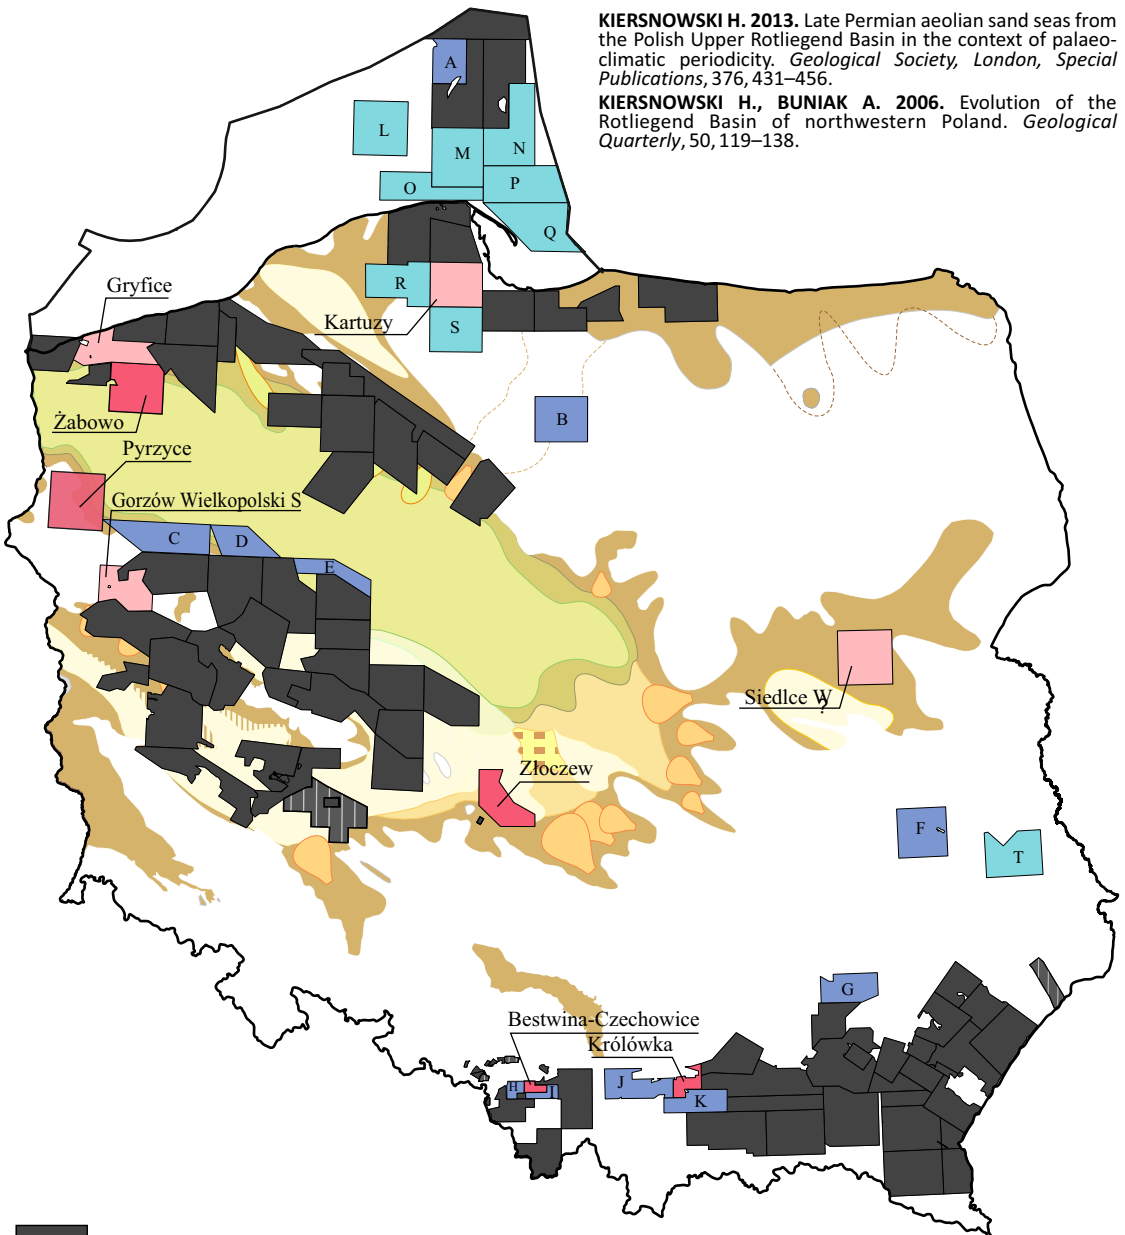 KIERSNOWSKI H. 2013. Late Permian aeolian sand seas from
the Polish Upper Rotliegend Basin in the context of palaeo-
climatic periodicity. Geological Society, London, Special
Publications, 376, 431–456.
KIERSNOWSKI H., BUNIAK A. 2006. Evolution of the
Rotliegend Basin of northwestern Poland. Geological
Quarterly, 50, 119–138.
A
L
M
N
O
P
Q
R
Gryfice
Kartuzy
S
Żabowo
B
Pyrzyce
Gorzów Wielkopolski S
C
D
E
Siedlce W
?
Złoczew
F
T
G
Bestwina-Czechowice
Królówka
H
I
J
K